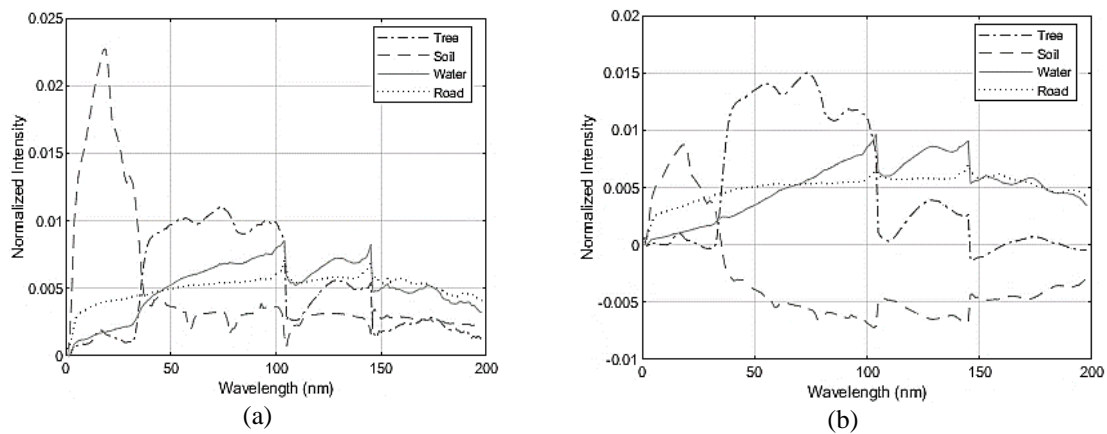 0.025
0.02
0.015
0.01
0.005
0
Normalized Intensity
0 50 100 150 200
Wavelength (nm)
Tree
Soil
Water
Road
(a)
0.02
0.015
0.01
0.005
0
-0.005
-0.01
Normalized Intensity
0 50 100 150 200
Wavelength (nm)
Tree
Soil
Water
Road
(b)